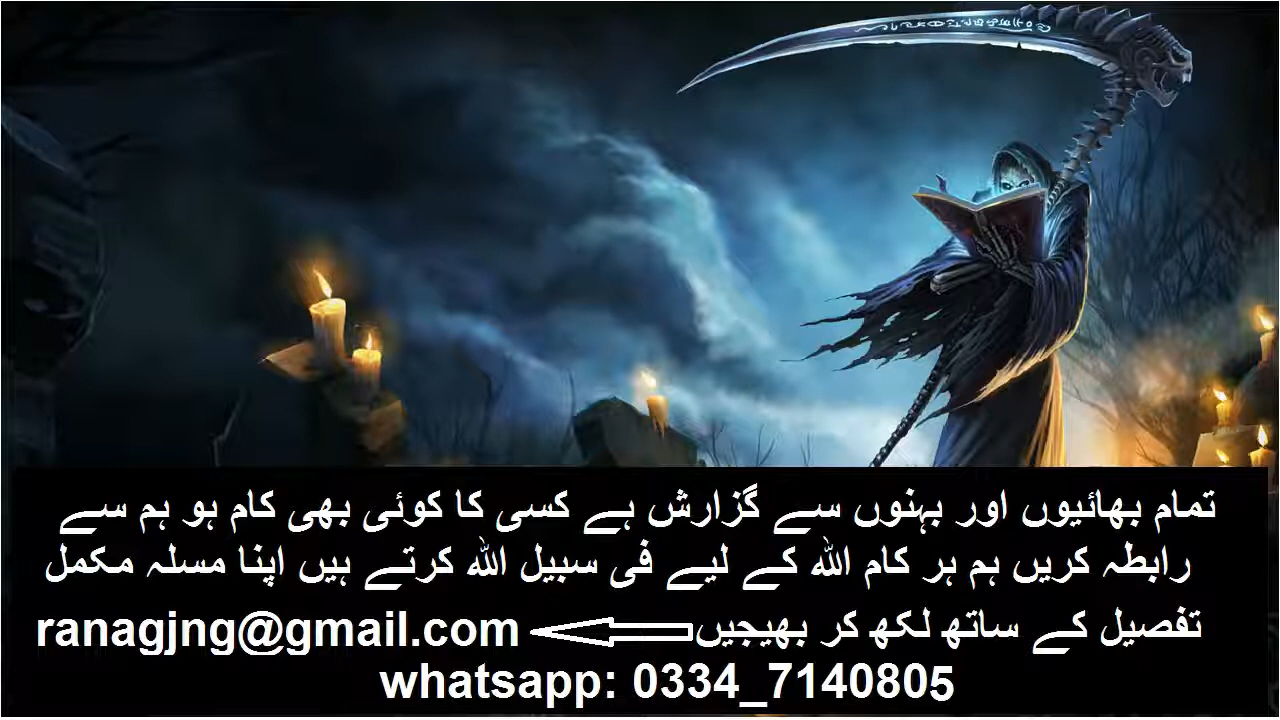 تمام بھائیوں اور بہنوں سے گزارش ہے کسی کا کوئی بھی کام ہو ہم سے
رابطہ کریں ہم ہر کام اللہ کے لیے فی سبیل اللہ کرتے ہیں اپنا مسلہ مکمل
تفصیل کے ساتھ لکھ کر بھیجیں ranagjng@gmail.com
whatsapp: 0334_7140805